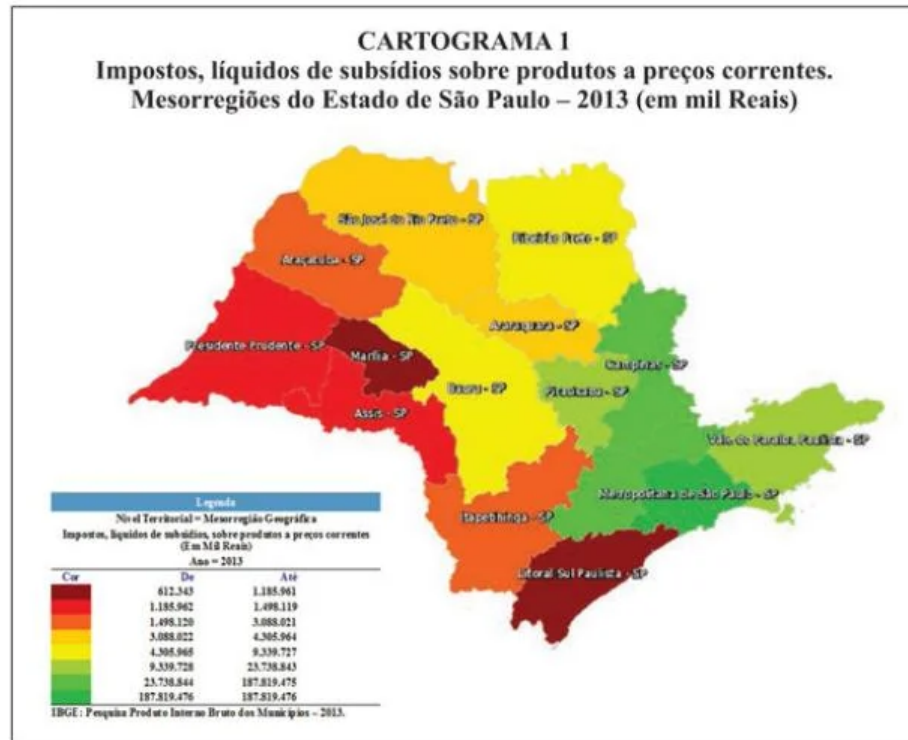 CARTOGRAMA 1
Impostos, líquidos de subsídios sobre produtos a preços correntes.
Mesorregiões do Estado de São Paulo – 2013 (em mil Reais)
São José do Rio Preto - SP
Ribeirão Preto - SP
Araçatuba - SP
Araraquara - SP
Presidente Prudente - SP
Marília - SP
Campinas - SP
Bauru - SP
Piracicaba - SP
Assis - SP
Vale do Paraíba Paulista - SP
Metropolitana de São Paulo - SP
Itapetininga - SP
Litoral Sul Paulista - SP
Legenda
Nível Territorial = Mesorregião Geográfica
Impostos, líquidos de subsídios, sobre produtos a preços correntes
(Em Mil Reais)
Ano = 2013
Cor De Até
612.343 1.185.961
1.185.962 1.498.119
1.498.120 3.088.021
3.088.022 4.305.964
4.305.965 9.339.727
9.339.728 23.738.843
23.738.844 187.819.475
187.819.476 187.819.476
IBGE : Pesquisa Produto Interno Bruto dos Municípios – 2013.